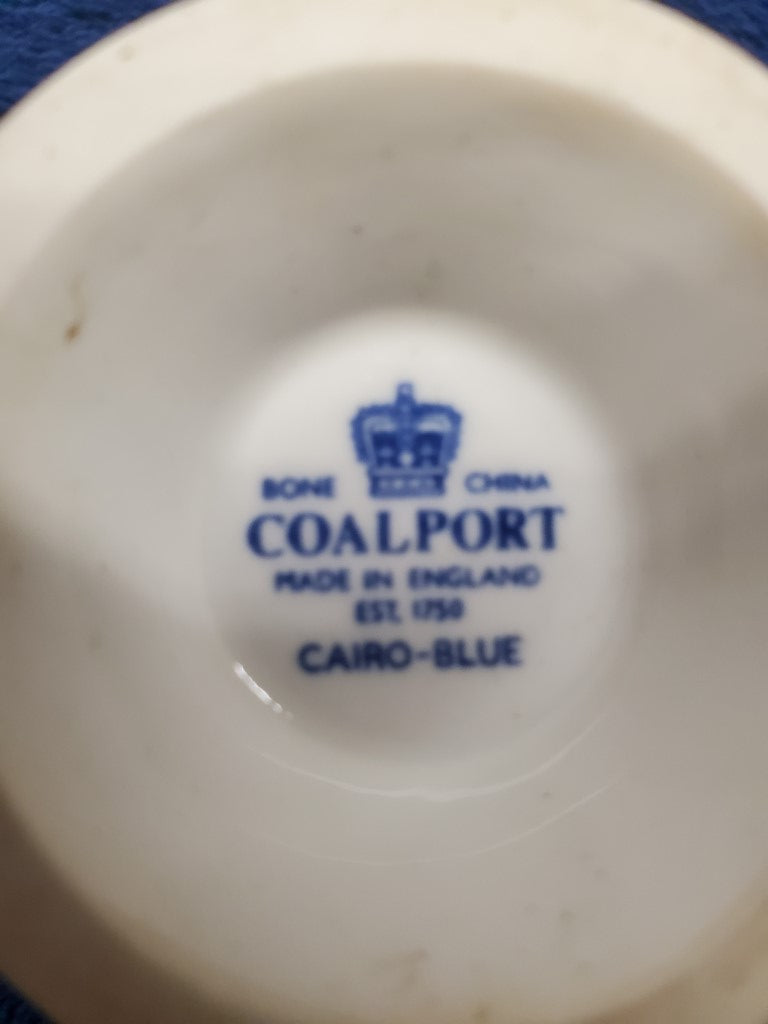 BONE CHINA
COALPORT
MADE IN ENGLAND
EST. 1750
CAIRO-BLUE